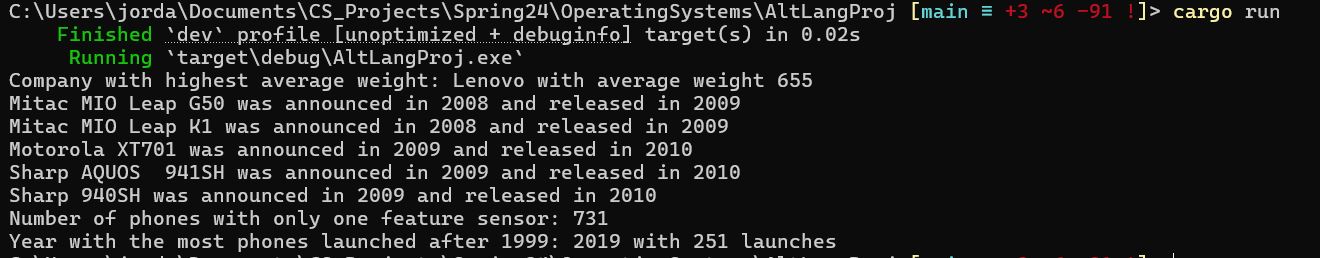 C:\Users\jorda\Documents\CS_Projects\Spring24\OperatingSystems\AltLangProj [main ≡ +3 ~6 -91 !]> cargo run
Finished `dev` profile [unoptimized + debuginfo] target(s) in 0.02s
Running `target\debug\AltLangProj.exe`
Company with highest average weight: Lenovo with average weight 655
Mitac MIO Leap G50 was announced in 2008 and released in 2009
Mitac MIO Leap K1 was announced in 2008 and released in 2009
Motorola XT701 was announced in 2009 and released in 2010
Sharp AQUOS  941SH was announced in 2009 and released in 2010
Sharp 940SH was announced in 2009 and released in 2010
Number of phones with only one feature sensor: 731
Year with the most phones launched after 1999: 2019 with 251 launches